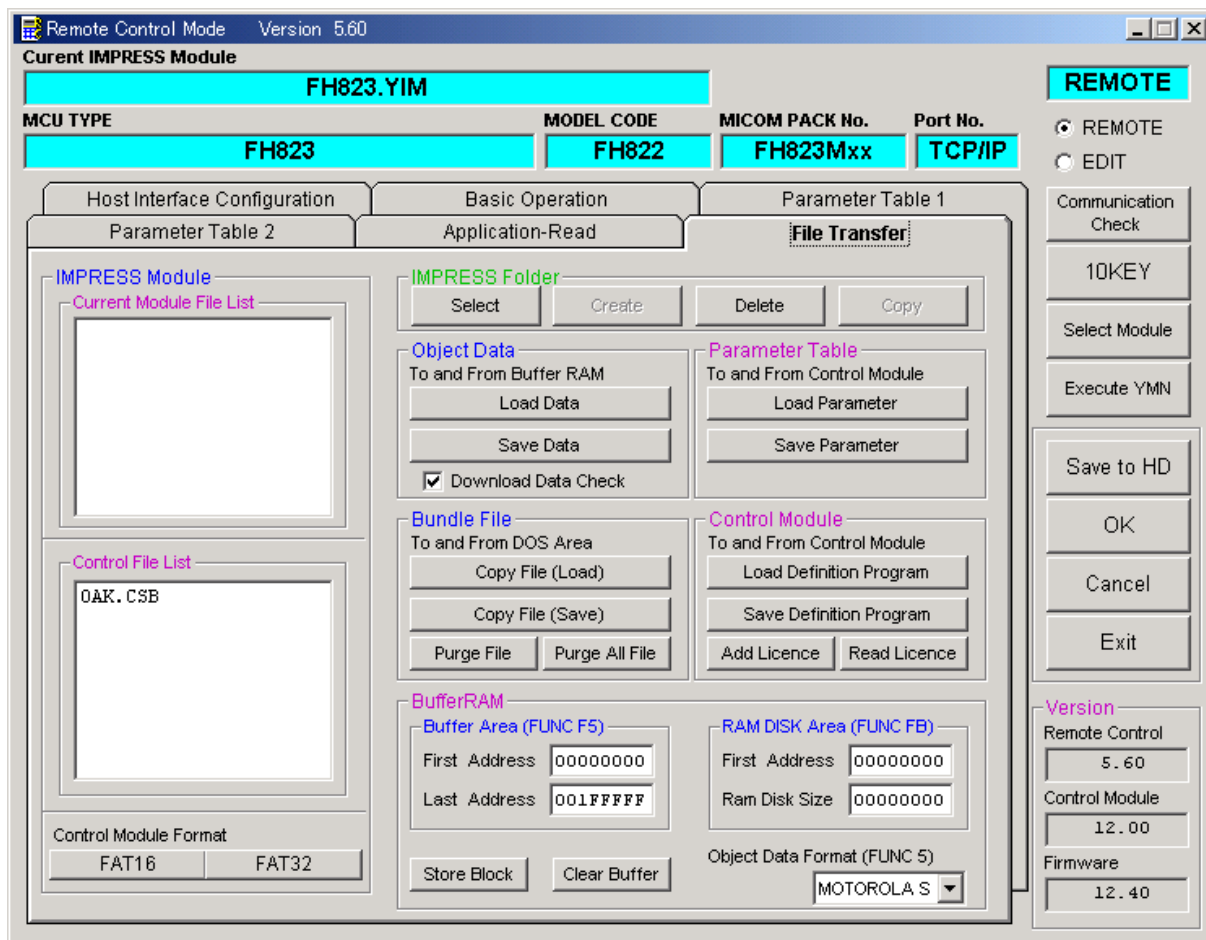 Remote Control Mode Version 5.60
Curent IMPRESS Module
FH823.YIM
REMOTE
MCU TYPE
MODEL CODE
MICOM PACK No.
Port No.
FH823
FH822
FH823Mxx
TCP/IP
REMOTE
EDIT
Host Interface Configuration
Basic Operation
Parameter Table 1
Parameter Table 2
Application-Read
File Transfer
Communication
Check
10KEY
Select Module
Execute YMN
Save to HD
OK
Cancel
Exit
IMPRESS Module
Current Module File List
Control File List
OAK.CSB
Control Module Format
FAT16
FAT32
IMPRESS Folder
Select
Create
Delete
Copy
Object Data
To and From Buffer RAM
Load Data
Save Data
Download Data Check
Parameter Table
To and From Control Module
Load Parameter
Save Parameter
Bundle File
To and From DOS Area
Copy File (Load)
Copy File (Save)
Purge File
Purge All File
Control Module
To and From Control Module
Load Definition Program
Save Definition Program
Add Licence
Read Licence
BufferRAM
Buffer Area (FUNC F5)
First Address 00000000
Last Address 001FFFFF
RAM DISK Area (FUNC FB)
First Address 00000000
Ram Disk Size 00000000
Store Block
Clear Buffer
Object Data Format (FUNC 5)
MOTOROLA S
Version
Remote Control
5.60
Control Module
12.00
Firmware
12.40